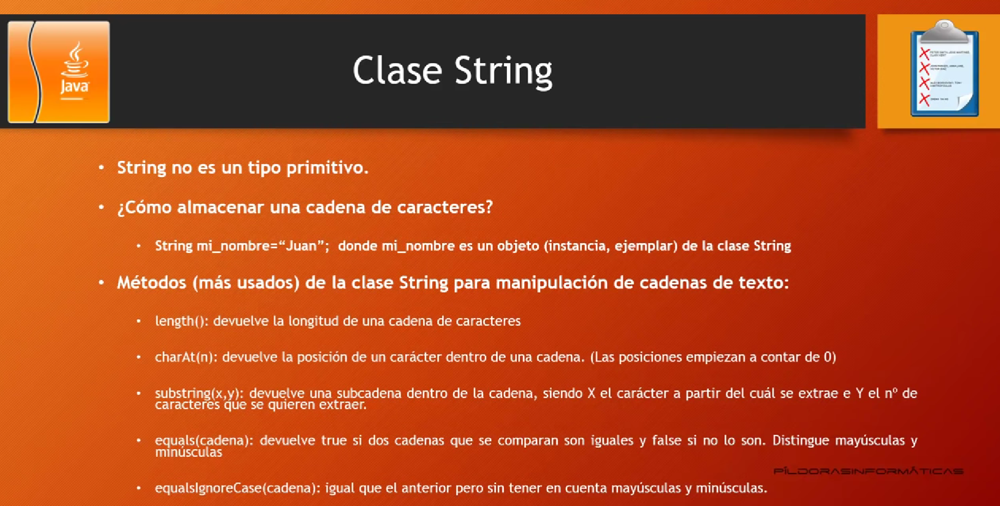 Java
Clase String
PETER SMITH, JOSE MARTINEZ,
CLARK KENT
• String no es un tipo primitivo.
• ¿Cómo almacenar una cadena de caracteres?
• String mi_nombre=“Juan”; donde mi_nombre es un objeto (instancia, ejemplar) de la clase String
• Métodos (más usados) de la clase String para manipulación de cadenas de texto:
• length(): devuelve la longitud de una cadena de caracteres
• charAt(n): devuelve la posición de un carácter dentro de una cadena. (Las posiciones empiezan a contar de 0)
• substring(x,y): devuelve una subcadena dentro de la cadena, siendo X el carácter a partir del cuál se extrae e Y el nº de
caracteres que se quieren extraer.
• equals(cadena): devuelve true si dos cadenas que se comparan son iguales y false si no lo son. Distingue mayúsculas y
minúsculas
PÍLDORASINFORMÁTICAS
• equalsIgnoreCase(cadena): igual que el anterior pero sin tener en cuenta mayúsculas y minúsculas.